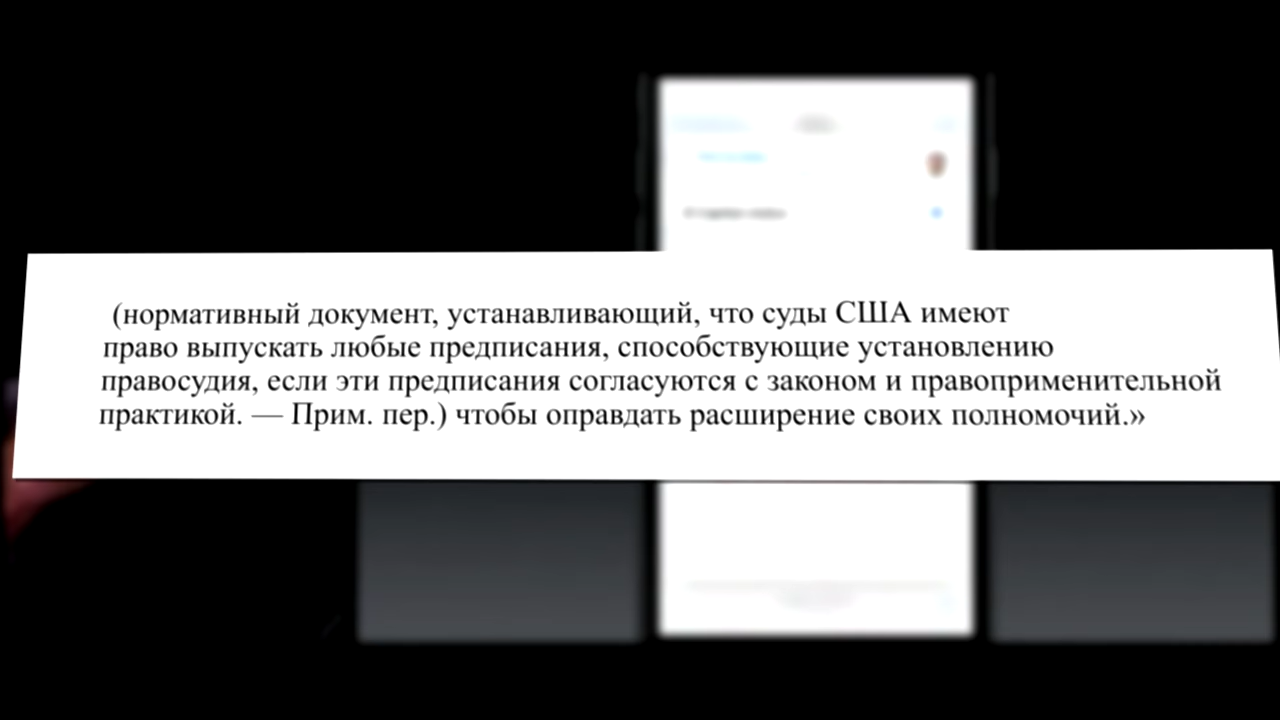 (нормативный документ, устанавливающий, что суды США имеют
право выпускать любые предписания, способствующие установлению
правосудия, если эти предписания согласуются с законом и правоприменительной
практикой. — Прим. пер.) чтобы оправдать расширение своих полномочий.»